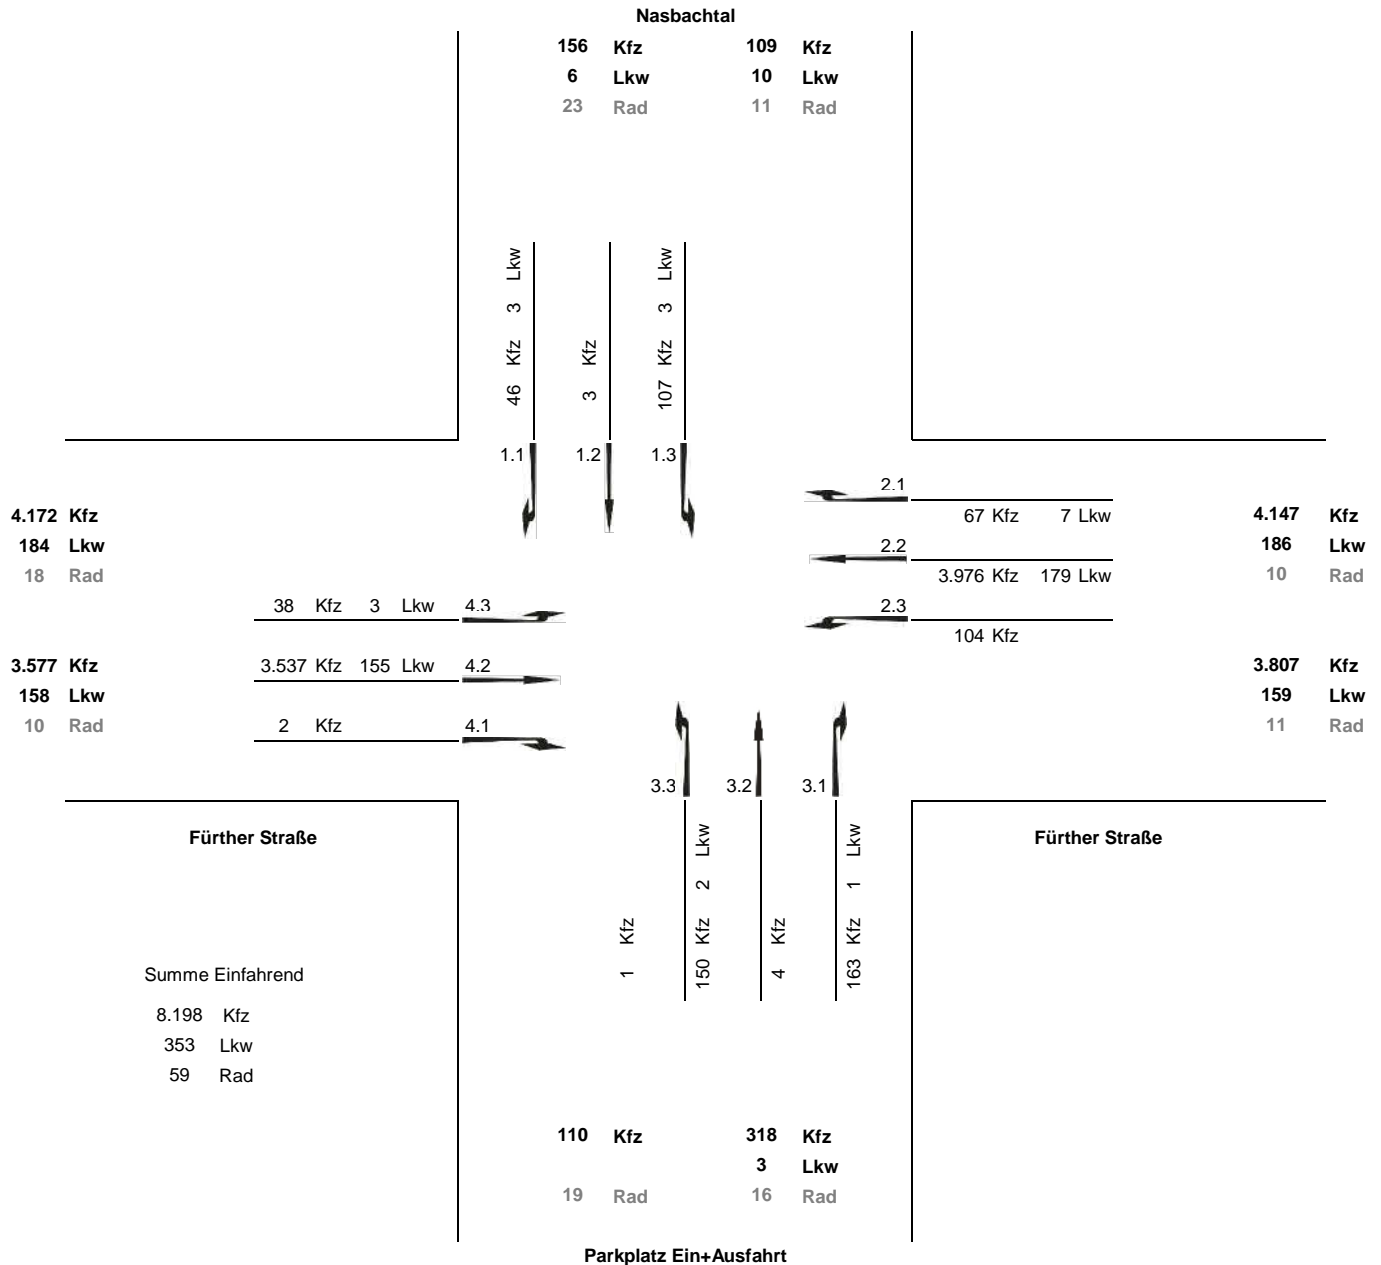 Nasbachtal
156 Kfz 109 Kfz
6 Lkw 10 Lkw
23 Rad 11 Rad
46 Kfz 3 Lkw
3 Kfz
107 Kfz 3 Lkw
1.1 1.2 1.3
2.1
67 Kfz 7 Lkw
2.2
3.976 Kfz 179 Lkw
2.3
104 Kfz
4.172 Kfz
184 Lkw
18 Rad
4.147 Kfz
186 Lkw
10 Rad
38 Kfz 3 Lkw 4.3
3.537 Kfz 155 Lkw 4.2
2 Kfz 4.1
3.577 Kfz
158 Lkw
10 Rad
3.807 Kfz
159 Lkw
11 Rad
3.3 3.2 3.1
1 Kfz
150 Kfz 2 Lkw
4 Kfz
163 Kfz 1 Lkw
Fürther Straße
Fürther Straße
Summe Einfahrend
8.198 Kfz
353 Lkw
59 Rad
110 Kfz 318 Kfz
3 Lkw
19 Rad 16 Rad
Parkplatz Ein+Ausfahrt